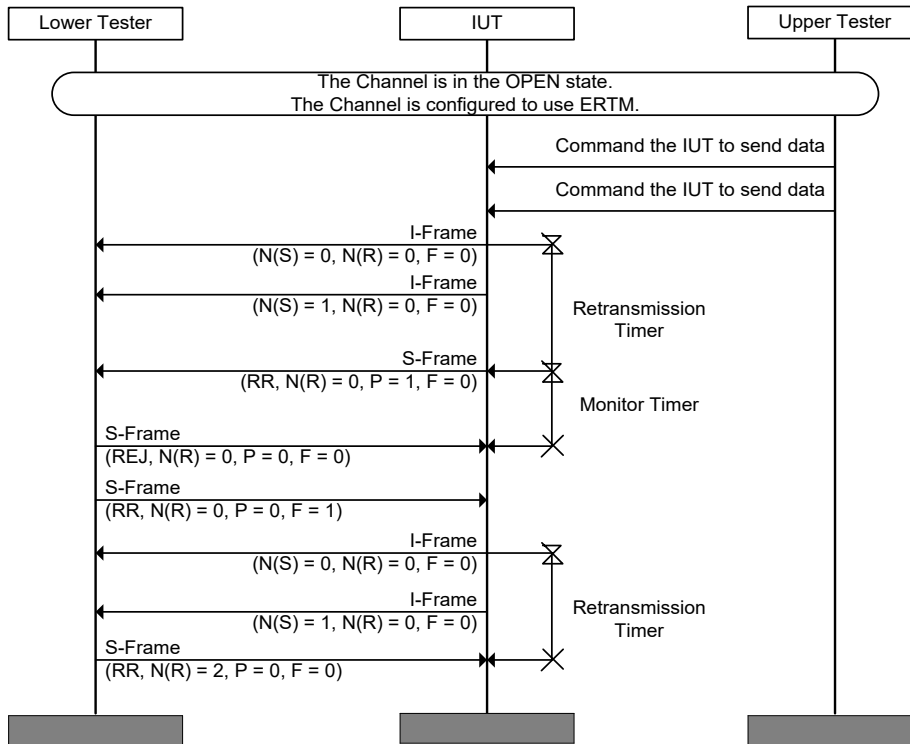 Lower Tester
IUT
Upper Tester
The Channel is in the OPEN state.
The Channel is configured to use ERTM.
Command the IUT to send data
Command the IUT to send data
I-Frame
(N(S) = 0, N(R) = 0, F = 0)
I-Frame
(N(S) = 1, N(R) = 0, F = 0)
Retransmission
Timer
S-Frame
(RR, N(R) = 0, P = 1, F = 0)
Monitor Timer
S-Frame
(REJ, N(R) = 0, P = 0, F = 0)
S-Frame
(RR, N(R) = 0, P = 0, F = 1)
I-Frame
(N(S) = 0, N(R) = 0, F = 0)
I-Frame
(N(S) = 1, N(R) = 0, F = 0)
Retransmission
Timer
S-Frame
(RR, N(R) = 2, P = 0, F = 0)